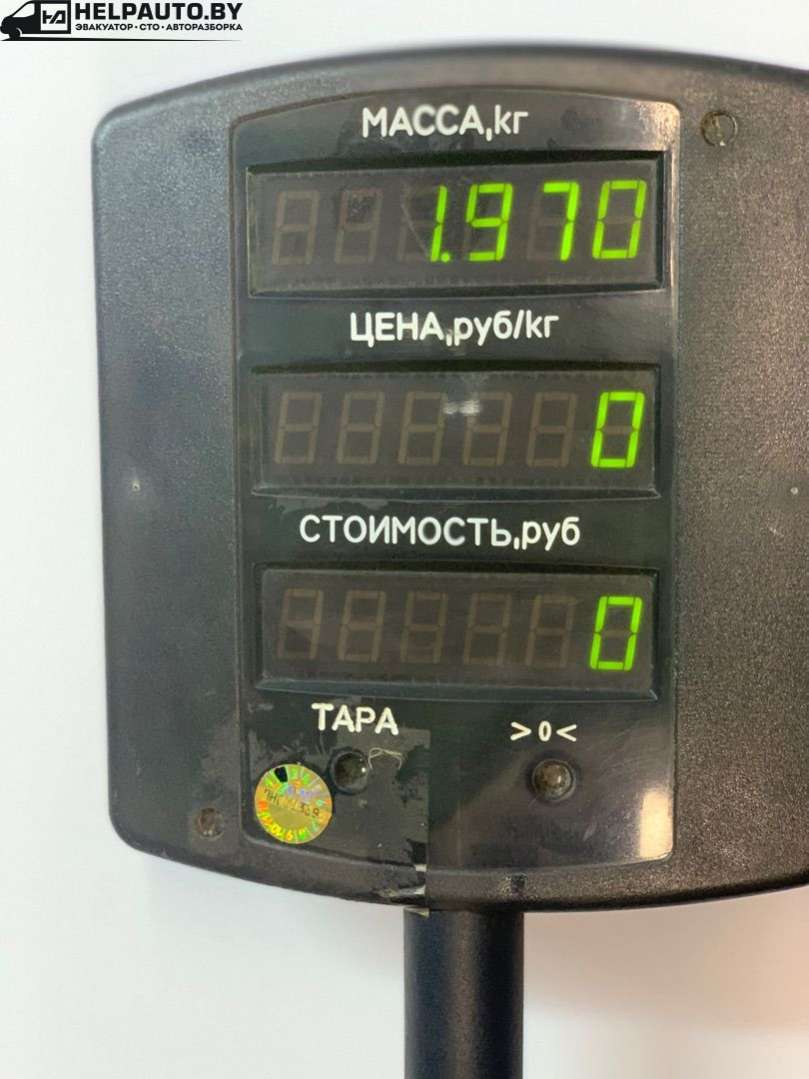 HELPAUTO.BY
ЭВАКУАТОР · СТО · АВТОРАЗБОРКА
МАССА,кг
1.970
ЦЕНА,руб/кг
0
СТОИМОСТЬ,руб
0
ТАРА >0<